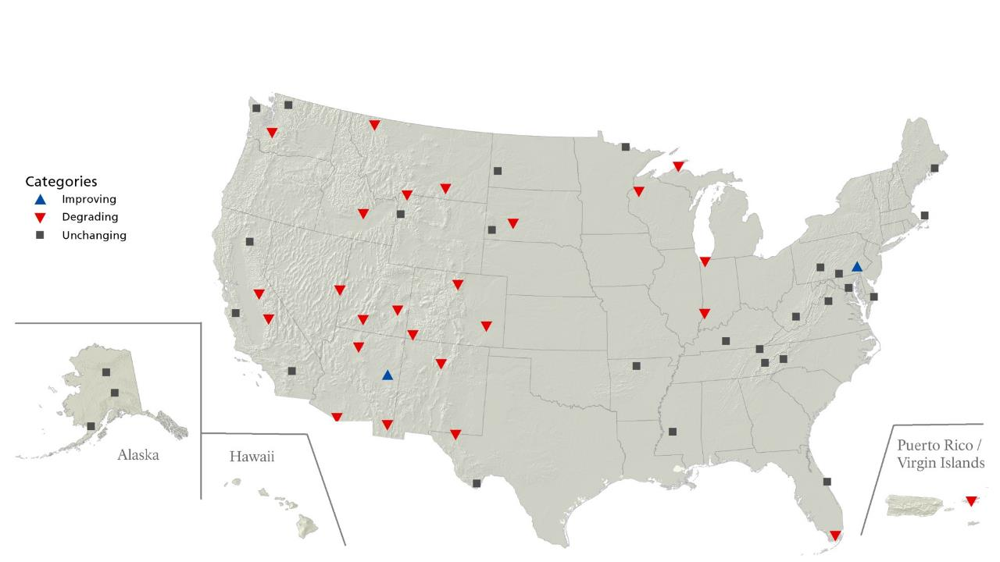 Categories
Improving
Degrading
Unchanging
Alaska
Hawaii
Puerto Rico /
Virgin Islands